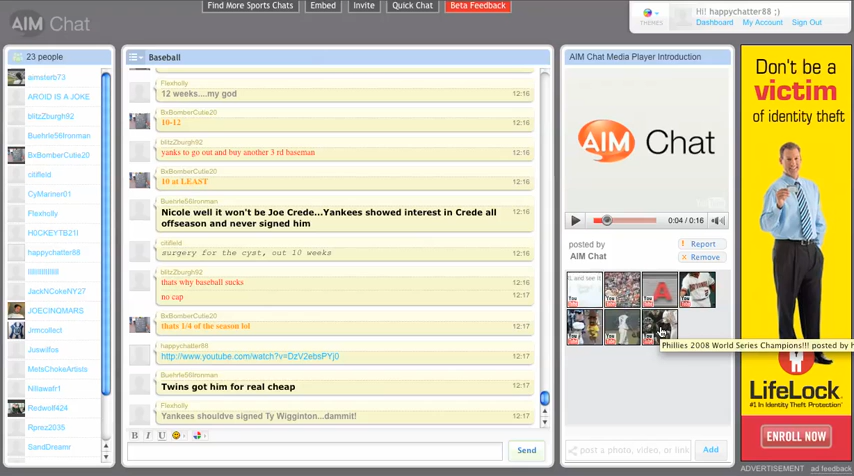 Find More Sports Chats
Embed
Invite
Quick Chat
Beta Feedback
AIM Chat
THEMES
Hi! happychatter88 ;)
Dashboard
My Account
Sign Out
23 people
aimsterb73
AROID IS A JOKE
blitzZburgh92
Buehrle56Ironman
BxBomberCutie20
citifield
CyMariner01
Flexholly
H0CKEYTB21I
happychatter88
JackNCokeNY27
JOECINQMARS
Jrmcollect
Juswilfos
MetsChokeArtists
Redwolf424
Rprez2035
SandDreamr
Baseball
Flexholly
12 weeks....my god
12:16
BxBomberCutie20
10-12
12:16
blitzZburgh92
yanks to go out and buy another 3 rd baseman
12:16
BxBomberCutie20
10 at LEAST
12:16
Buehrle56Ironman
Nicole well it won't be Joe Crede...Yankees showed interest in Crede all
offseason and never signed him
12:16
citifield
surgery for the cyst, out 10 weeks
12:16
blitzZburgh92
thats why baseball sucks
12:16
no cap
12:17
BxBomberCutie20
thats 1/4 of the season lol
12:17
happychatter88
http://www.youtube.com/watch?v=DzV2ebsPYj0
12:17
Buehrle56Ironman
Twins got him for real cheap
12:17
Flexholly
Yankees shouldve signed Ty Wigginton...dammit!
12:17
B I U
Send
AIM Chat Media Player Introduction
AIM Chat
0:04 / 0:16
posted by
AIM Chat
Report
Remove
and see it
You Tube
A
Phillies 2008 World Series Champions!!! posted by h
post a photo, video, or link
Add
Don't be a
victim
of identity theft
LifeLock
#1 In Identity Theft Protection
ENROLL NOW
ADVERTISEMENT
ad feedback